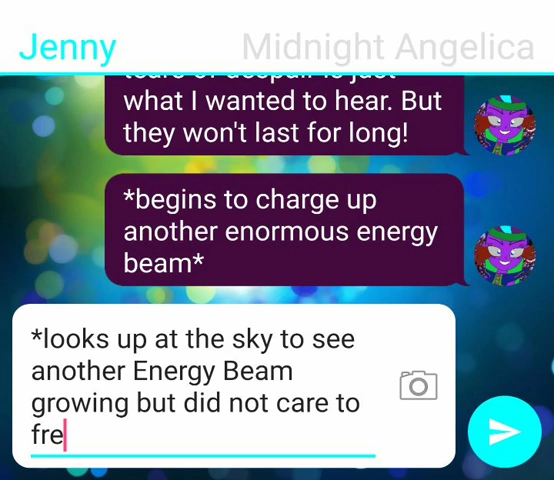 Jenny Midnight Angelica
what I wanted to hear. But
they won't last for long!
*begins to charge up
another enormous energy
beam*
*looks up at the sky to see
another Energy Beam
growing but did not care to
fre